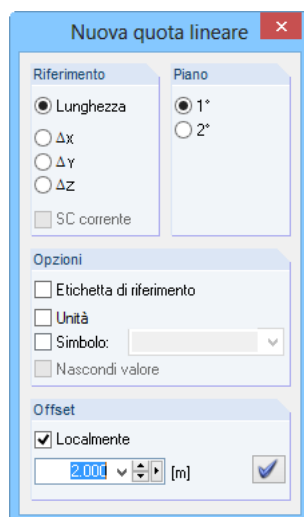 Nuova quota lineare
Riferimento
Lunghezza
ΔX
ΔY
ΔZ
SC corrente
Piano
1°
2°
Opzioni
Etichetta di riferimento
Unità
Simbolo:
Nascondi valore
Offset
Localmente
2.000 [m]